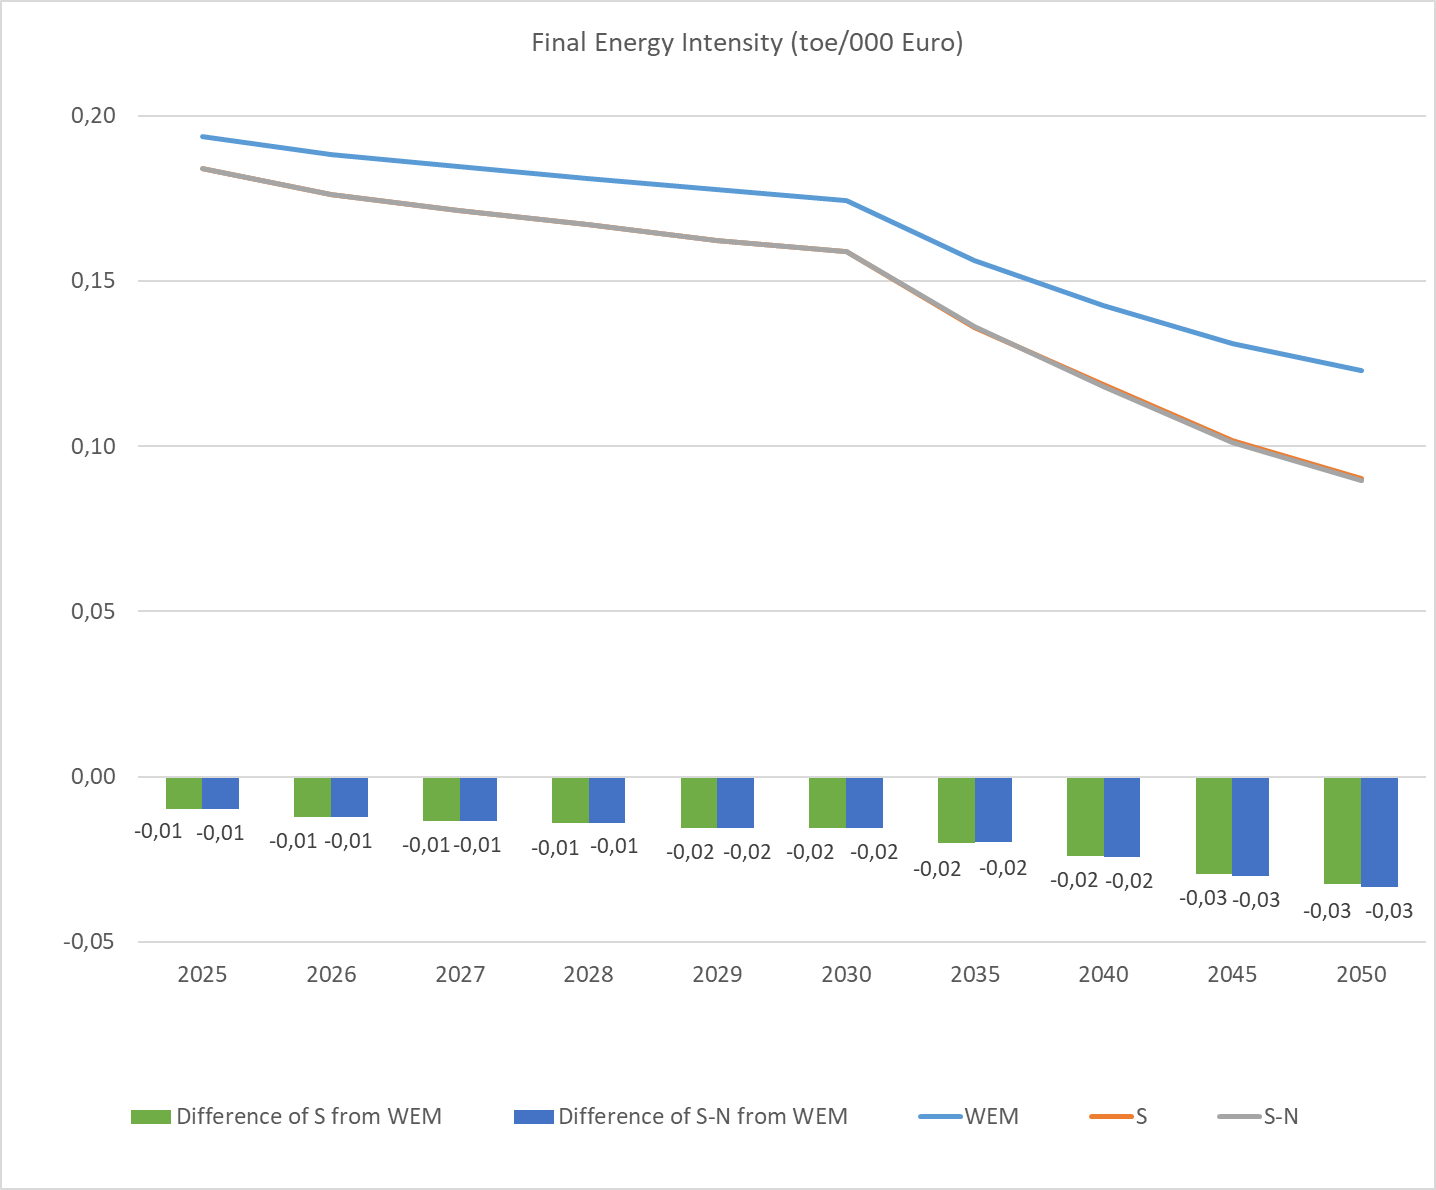 Final Energy Intensity (toe/000 Euro)
0,20
0,15
0,10
0,05
0,00
-0,01 -0,01 -0,01 -0,01 -0,01 -0,01 -0,01 -0,01 -0,02 -0,02 -0,02 -0,02 -0,02 -0,02 -0,02 -0,02 -0,03 -0,03 -0,03 -0,03
-0,05
2025 2026 2027 2028 2029 2030 2035 2040 2045 2050
Difference of S from WEM Difference of S-N from WEM WEM S S-N